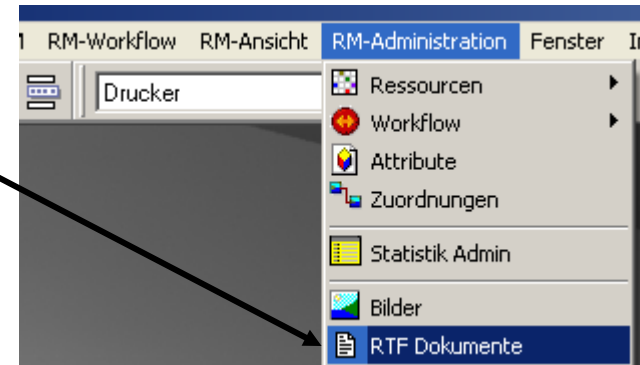 RM-Workflow RM-Ansicht RM-Administration Fenster
Drucker
Ressourcen
Workflow
Attribute
Zuordnungen
Statistik Admin
Bilder
RTF Dokumente